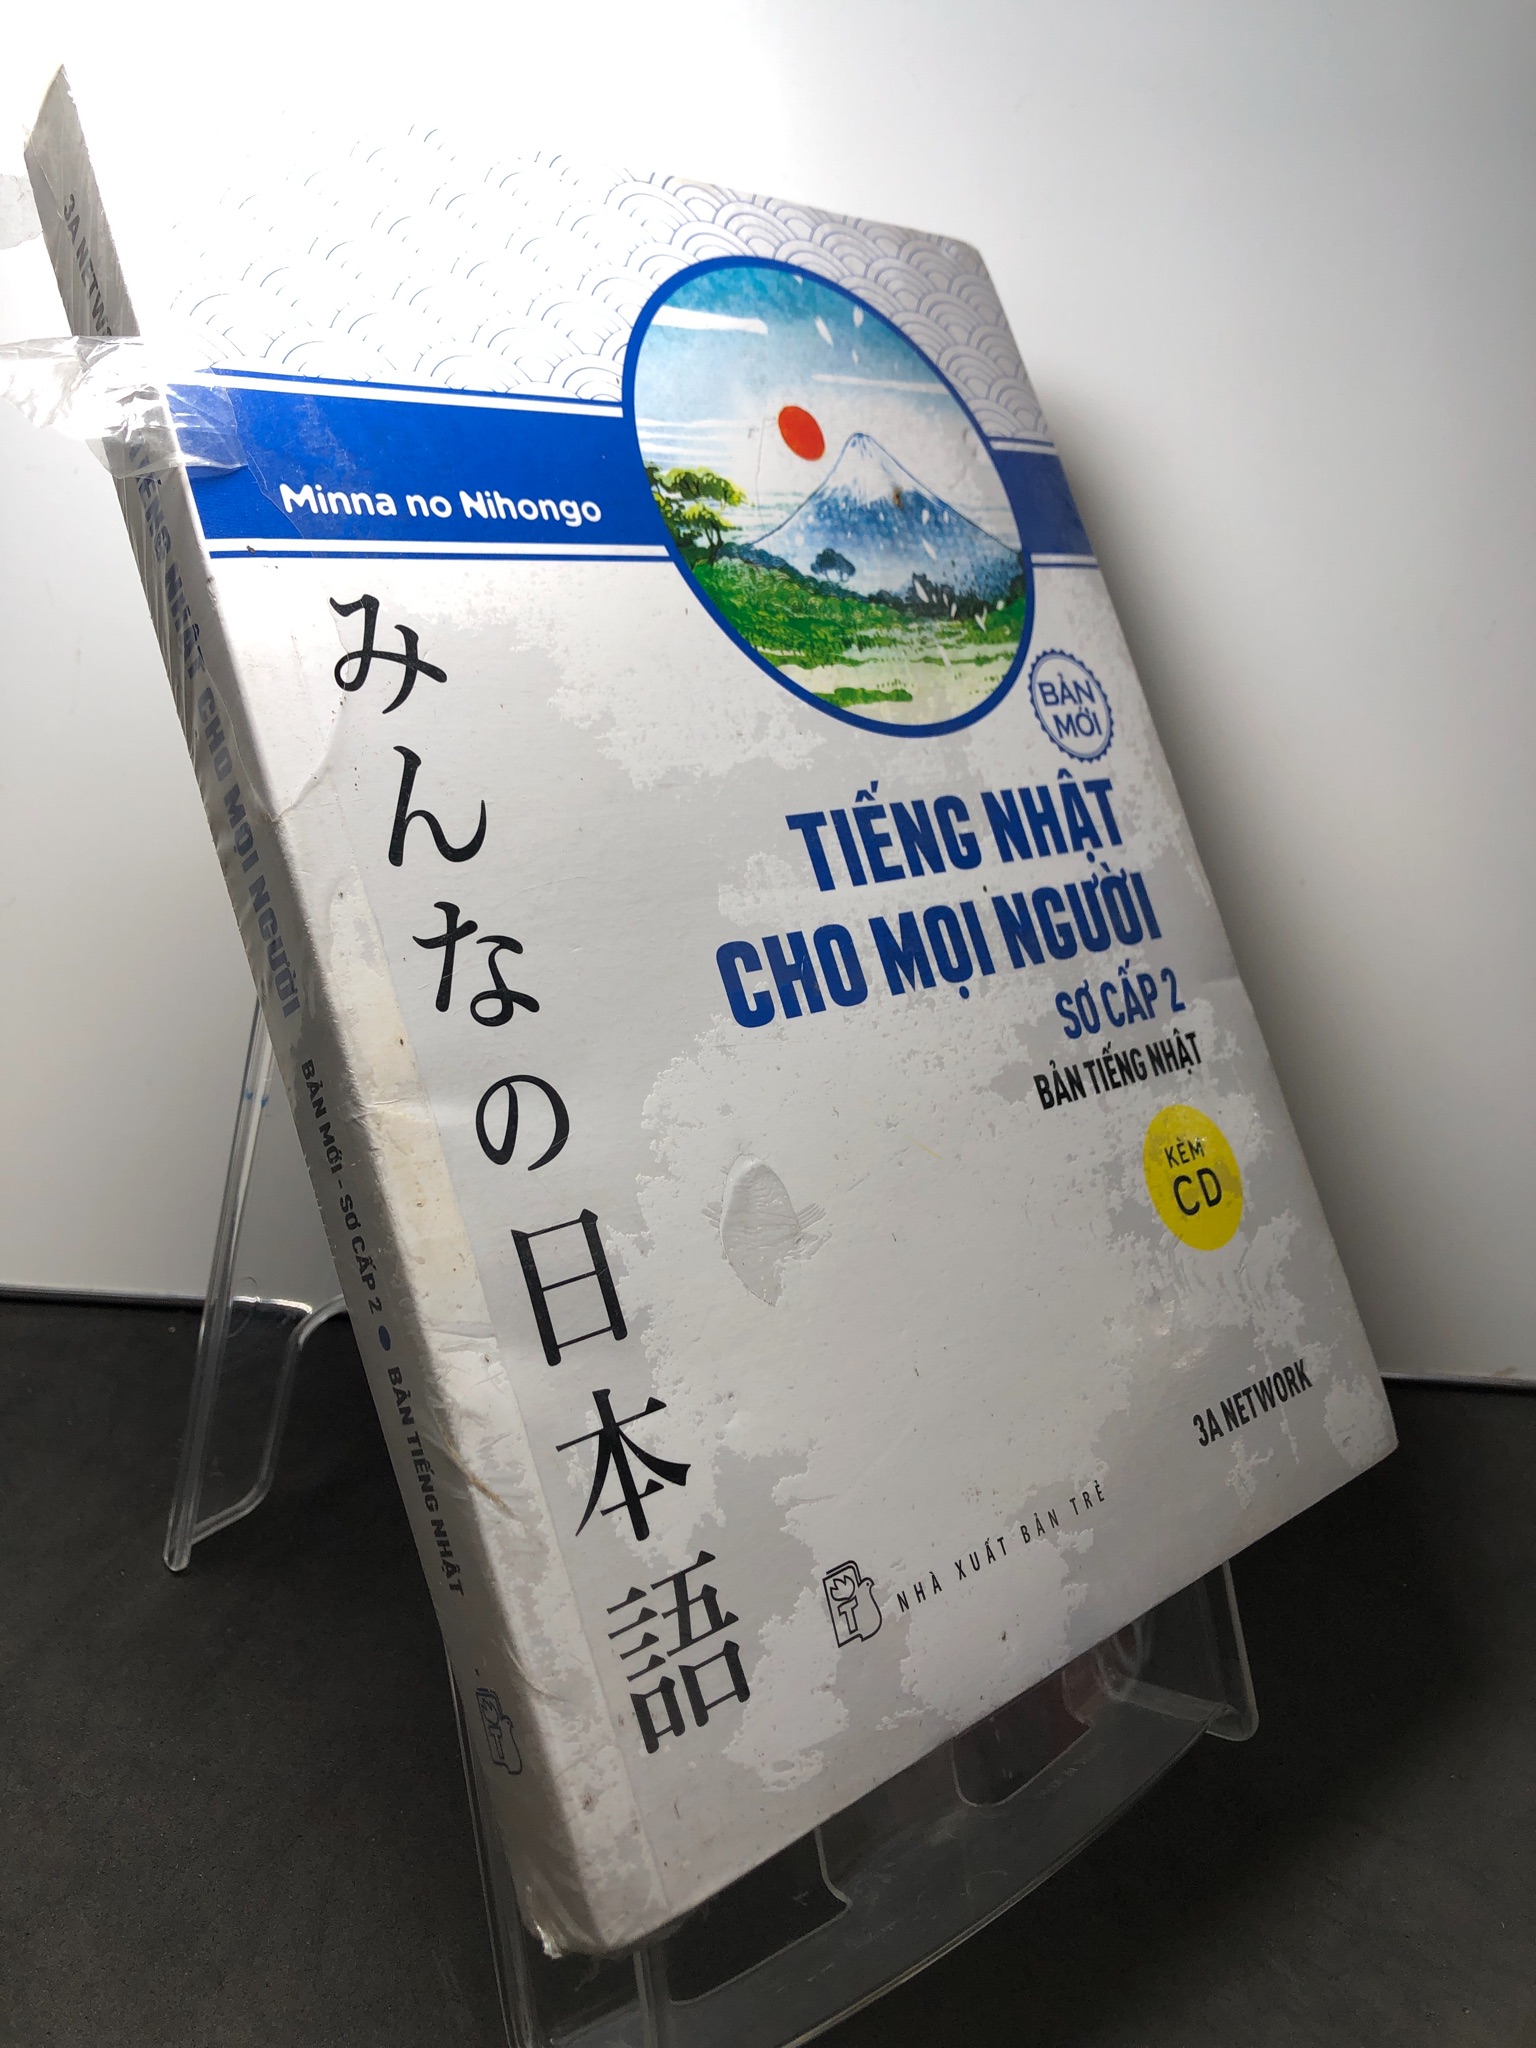 Minna no Nihongo
みんなの日本語
BẢN
MỚI
TIẾNG NHẬT
CHO MỌI NGƯỜI
SƠ CẤP 2
BẢN TIẾNG NHẬT
KÈM
CD
3A NETWORK
NHÀ XUẤT BẢN TRẺ
3A NETWO
TIẾNG NHẬT CHO MỌI NGƯỜI
BẢN MỚI - SƠ CẤP 2 ● BẢN TIẾNG NHẬT